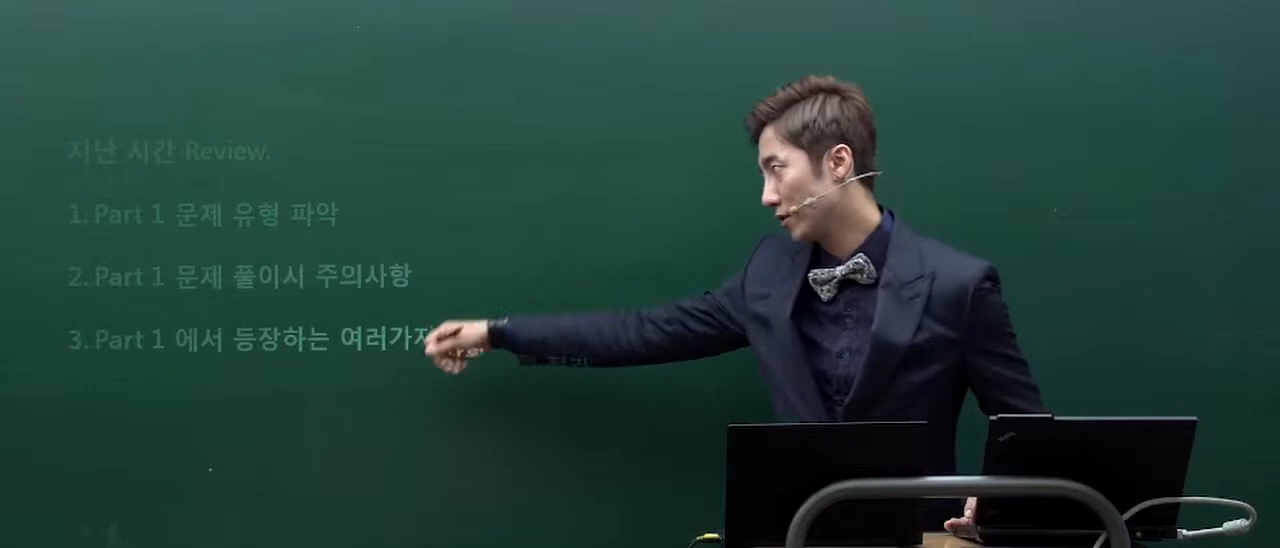 지난 시간 Review.
1. Part 1 문제 유형 파악
2. Part 1 문제 풀이시 주의사항
3. Part 1 에서 등장하는 여러가지